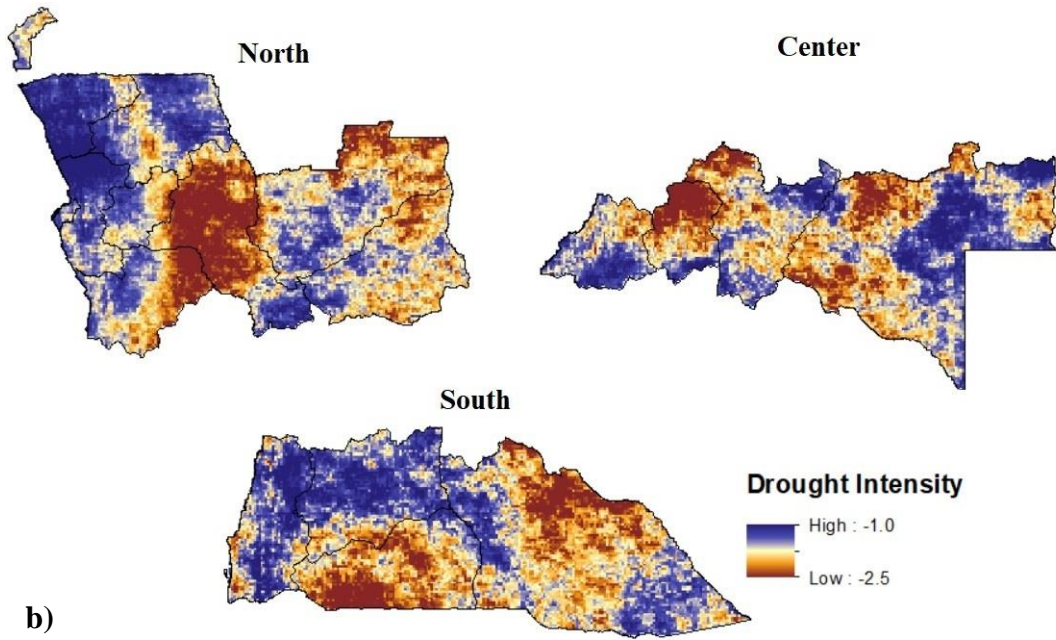 North
Center
South
Drought Intensity
High : -1.0
Low : -2.5
b)